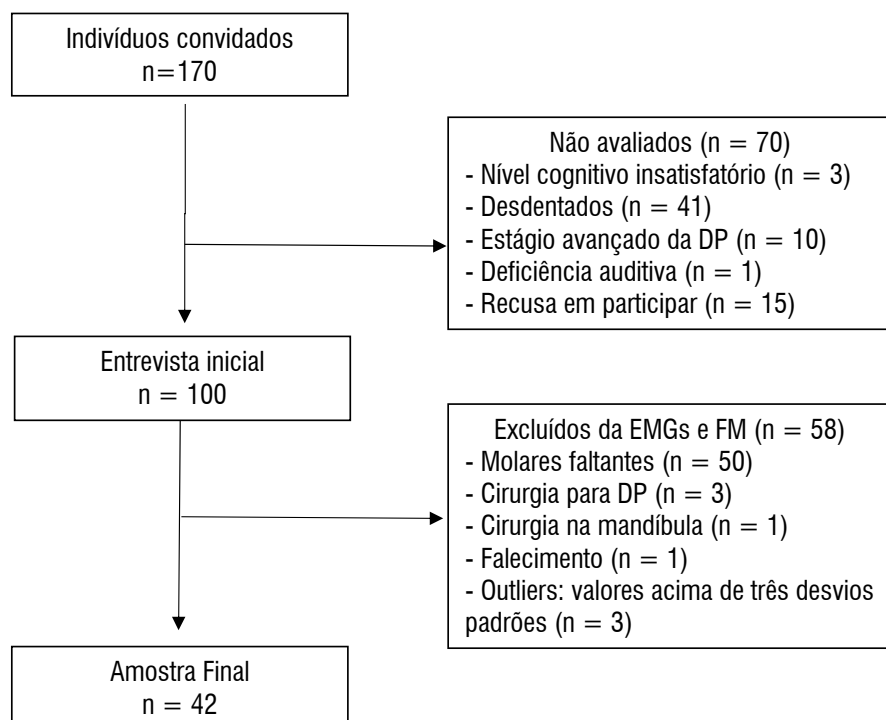 Indivíduos convidados
n=170
Não avaliados (n = 70)
- Nível cognitivo insatisfatório (n = 3)
- Desdentados (n = 41)
- Estágio avançado da DP (n = 10)
- Deficiência auditiva (n = 1)
- Recusa em participar (n = 15)
Entrevista inicial
n = 100
Excluídos da EMGs e FM (n = 58)
- Molares faltantes (n = 50)
- Cirurgia para DP (n = 3)
- Cirurgia na mandíbula (n = 1)
- Falecimento (n = 1)
- Outliers: valores acima de três desvios
padrões (n = 3)
Amostra Final
n = 42